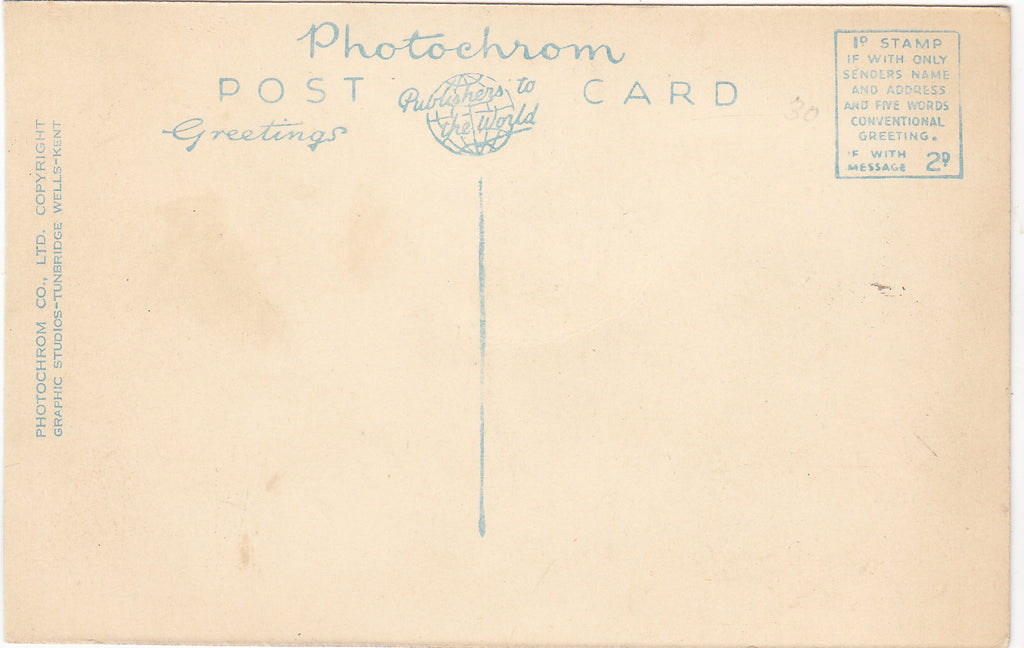 Photochrom
POST CARD
Publishers to
the World
Greetings
1D STAMP
IF WITH ONLY
SENDERS NAME
AND ADDRESS
AND FIVE WORDS
CONVENTIONAL
GREETING.
IF WITH
MESSAGE 2D
30
PHOTOCHROM CO., LTD. COPYRIGHT
GRAPHIC STUDIOS-TUNBRIDGE WELLS-KENT